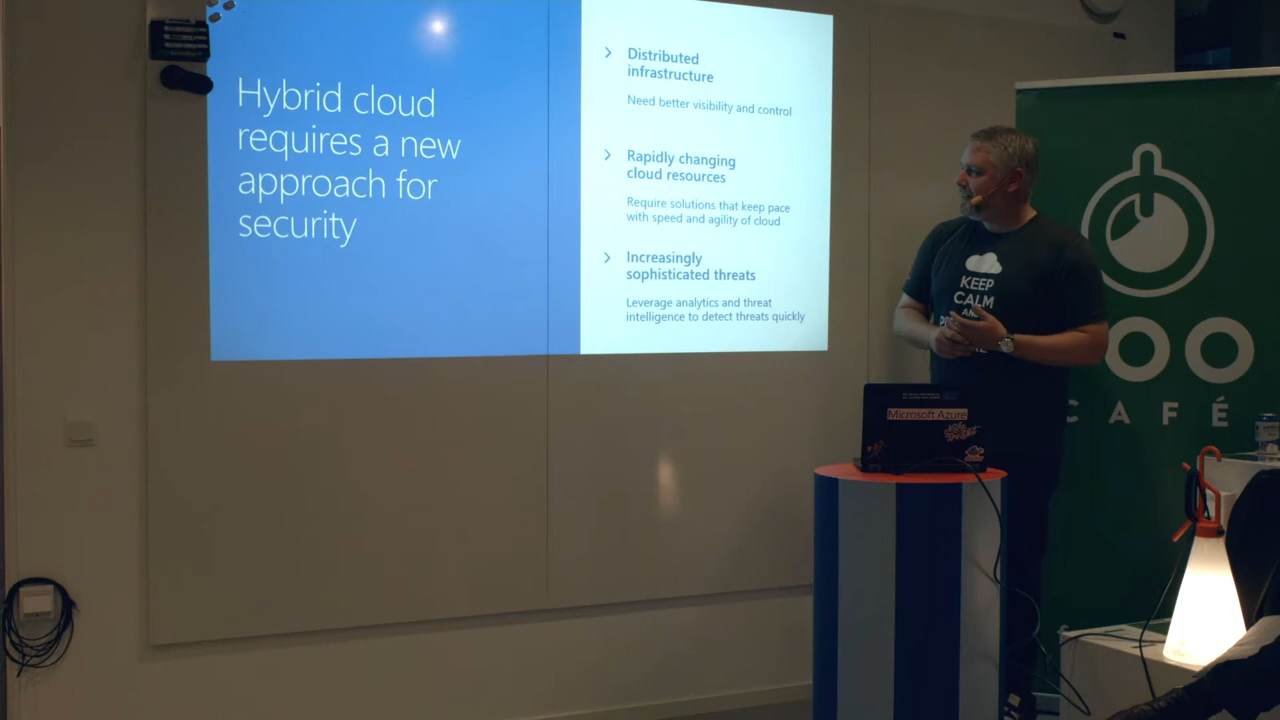 Hybrid cloud
requires a new
approach for
security
Distributed
infrastructure
Need better visibility and control
Rapidly changing
cloud resources
Require solutions that keep pace
with speed and agility of cloud
Increasingly
sophisticated threats
Leverage analytics and threat
intelligence to detect threats quickly
KEEP
CALM
AND
Microsoft Azure
CAFÉ